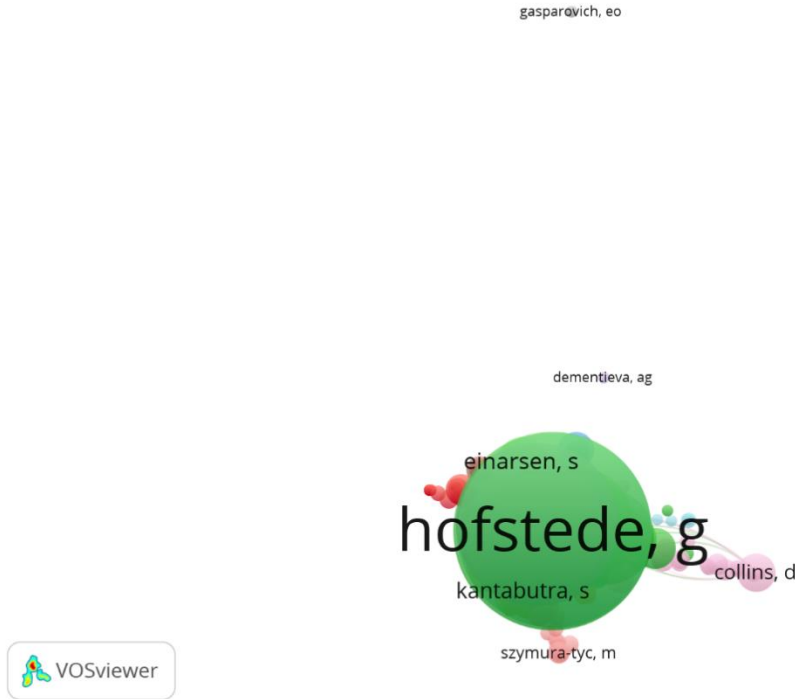 gasparovich, eo
dementieva, ag
einarsen, s
hofstede, g
collins, d
kantabutra, s
szymura-tyc, m
VOSviewer